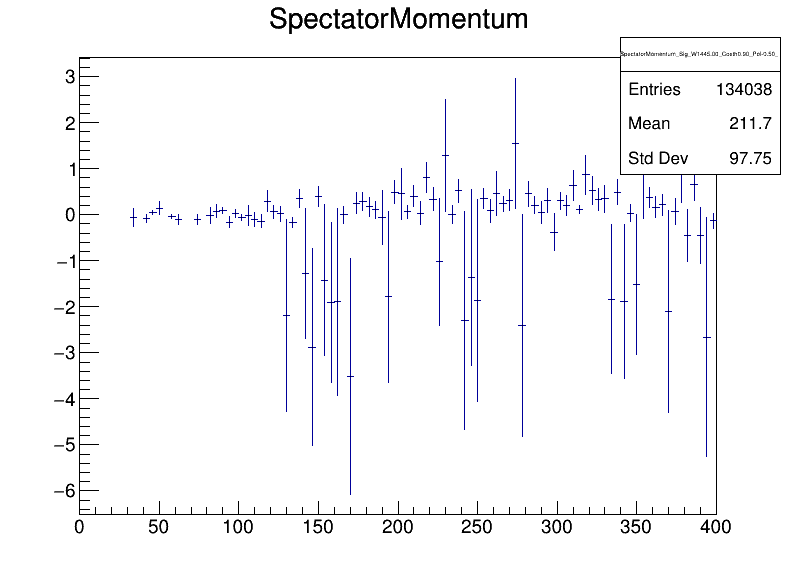 SpectatorMomentum
SpectatorMomentum_Sig_W1445.00_Costh0.90_Pol-0.50_
Entries 134038
Mean 211.7
Std Dev 97.75
3
2
1
0
−1
−2
−3
−4
−5
−6
0 50 100 150 200 250 300 350 400